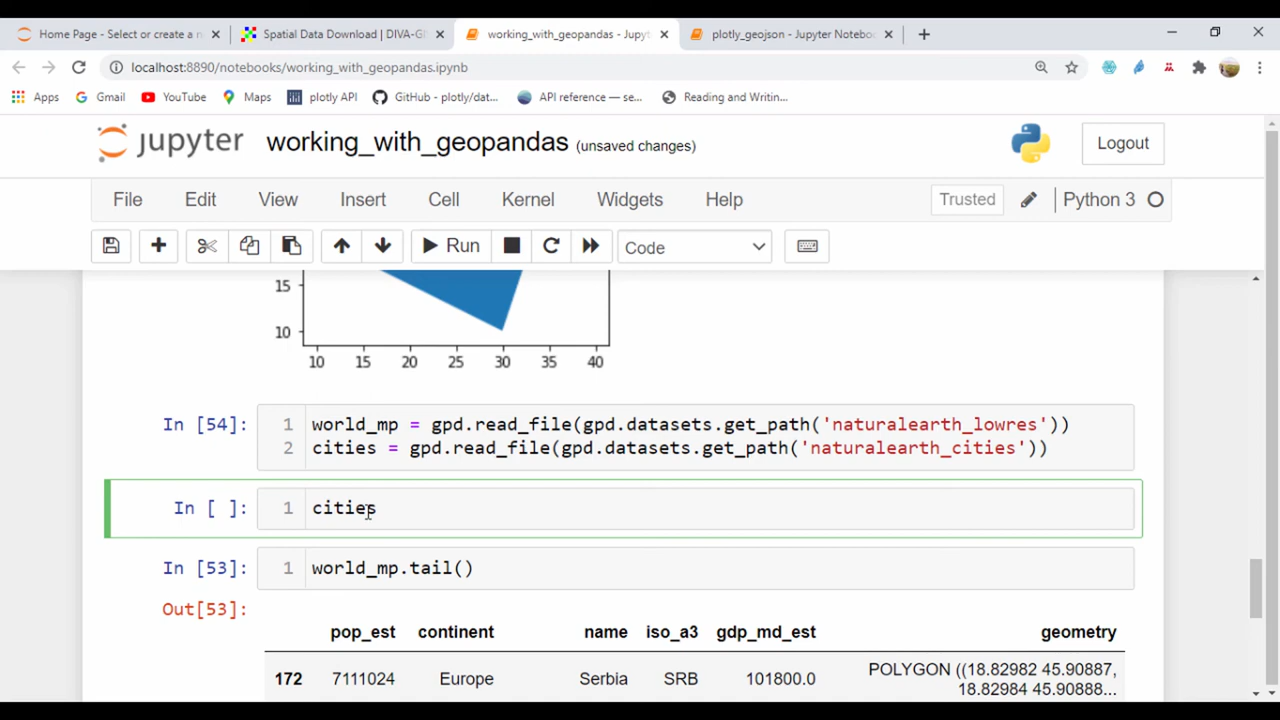 Home Page - Select or create a n
Spatial Data Download | DIVA-GI
working_with_geopandas - Jupyt
plotly_geojson - Jupyter Noteboo
localhost:8890/notebooks/working_with_geopandas.ipynb
Apps
Gmail
YouTube
Maps
plotly API
GitHub - plotly/dat...
API reference — se...
Reading and Writin...
jupyter
working_with_geopandas (unsaved changes)
Logout
File
Edit
View
Insert
Cell
Kernel
Widgets
Help
Trusted
Python 3
Run
Code
15
10
10 15 20 25 30 35 40
In [54]:
1 world_mp = gpd.read_file(gpd.datasets.get_path('naturalearth_lowres'))
2 cities = gpd.read_file(gpd.datasets.get_path('naturalearth_cities'))
In [ ]:
1 cities
In [53]:
1 world_mp.tail()
Out[53]:
pop_est continent name iso_a3 gdp_md_est geometry
172 7111024 Europe Serbia SRB 101800.0 POLYGON ((18.82982 45.90887,
18.82984 45.90888...